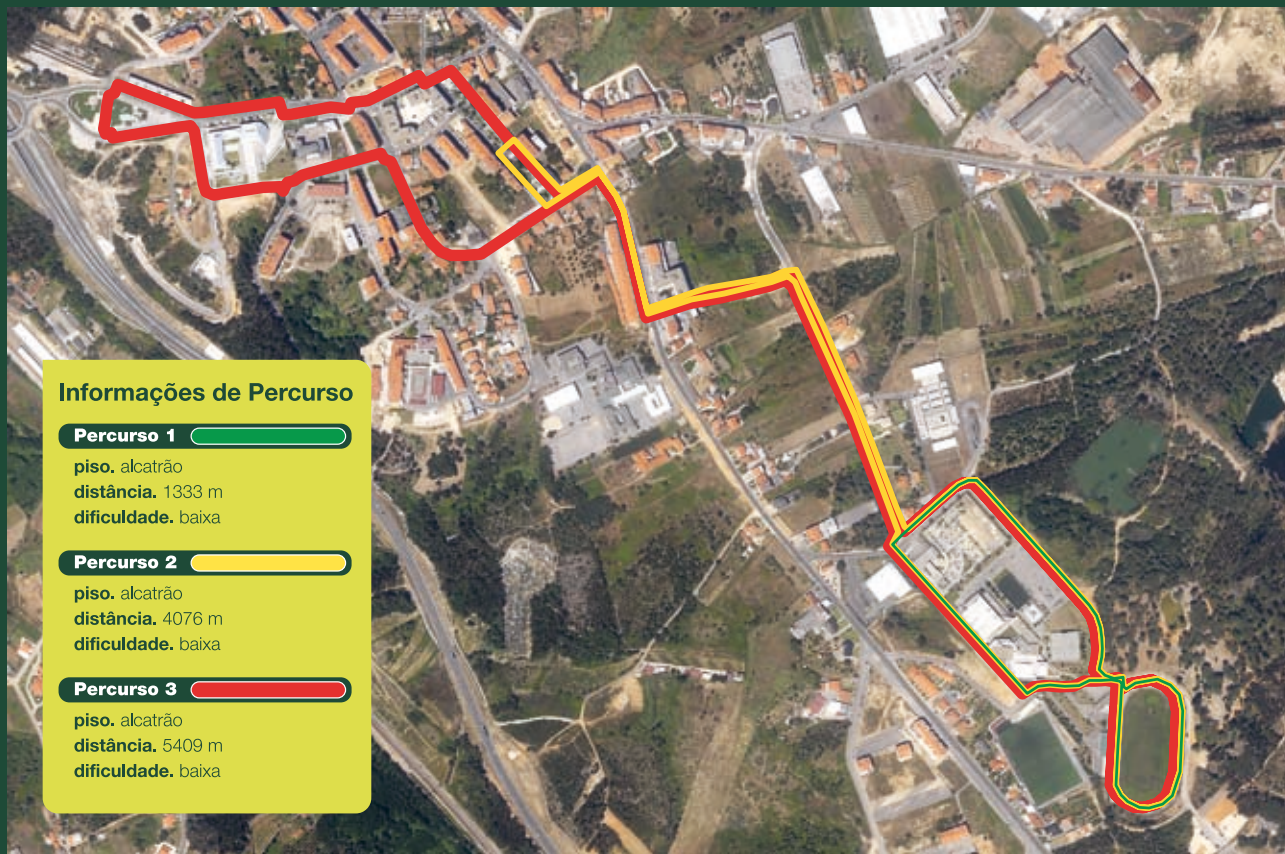 Informações de Percurso
Percurso 1
piso. alcatrão
distância. 1333 m
dificuldade. baixa
Percurso 2
piso. alcatrão
distância. 4076 m
dificuldade. baixa
Percurso 3
piso. alcatrão
distância. 5409 m
dificuldade. baixa